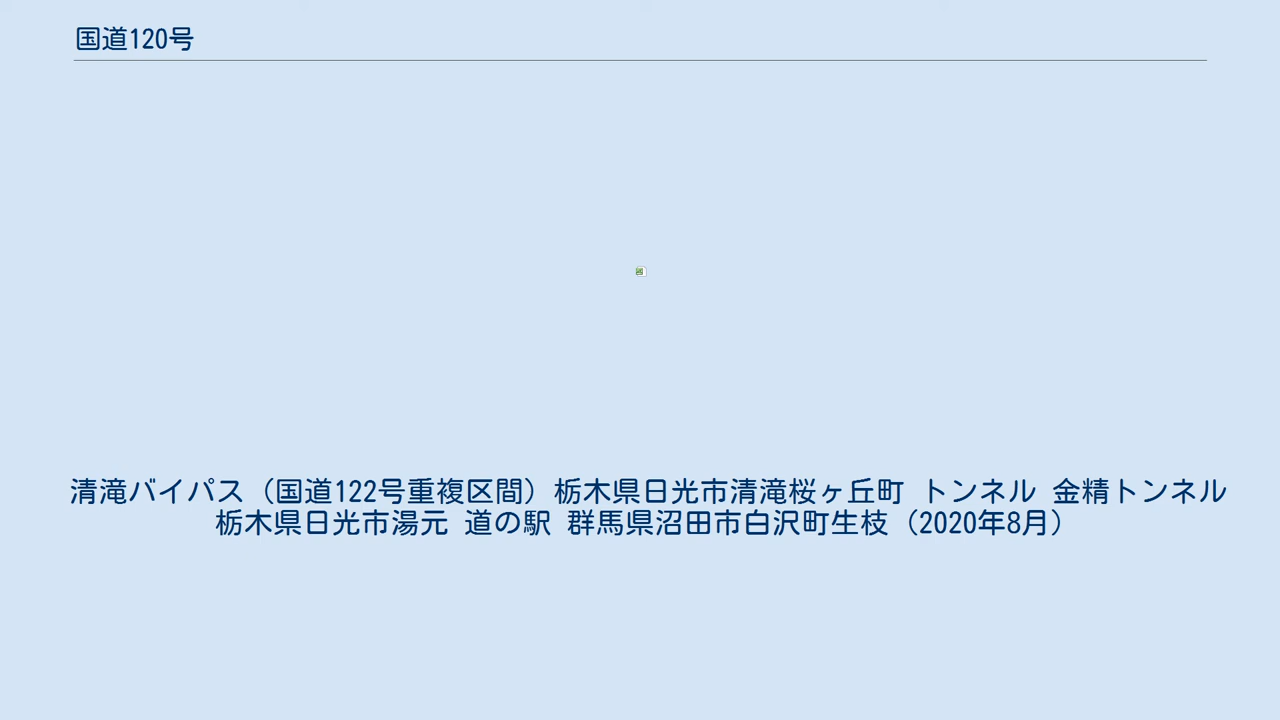 国道120号
清滝バイパス（国道122号重複区間）栃木県日光市清滝桜ヶ丘町 トンネル 金精トンネル
栃木県日光市湯元 道の駅 群馬県沼田市白沢町生枝（2020年8月）